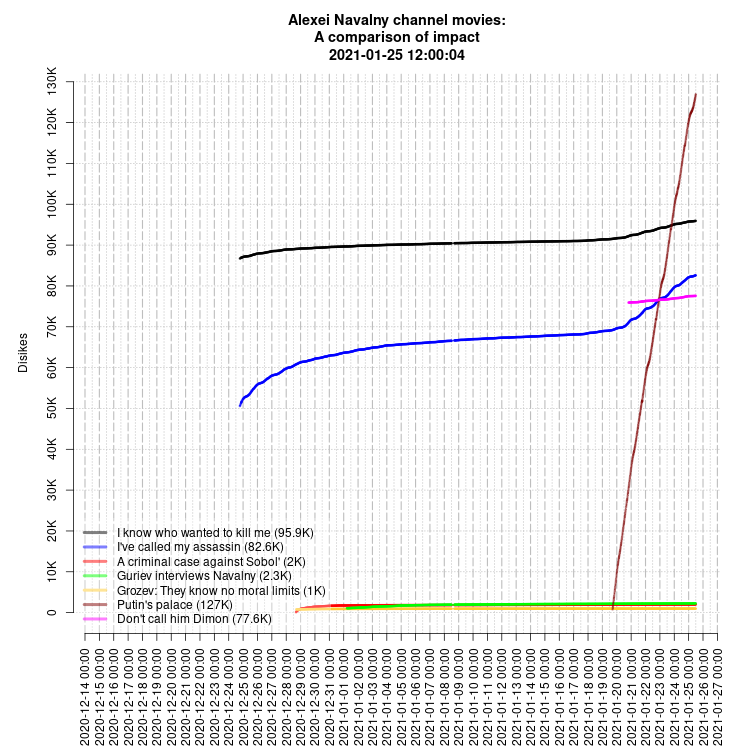 Alexei Navalny channel movies:
A comparison of impact
2021-01-25 12:00:04
Disikes
130K
120K
110K
100K
90K
80K
70K
60K
50K
40K
30K
20K
10K
0
I know who wanted to kill me (95.9K)
I've called my assassin (82.6K)
A criminal case against Sobol' (2K)
Guriev interviews Navalny (2.3K)
Grozev: They know no moral limits (1K)
Putin's palace (127K)
Don't call him Dimon (77.6K)
2020-12-14 00:00
2020-12-15 00:00
2020-12-16 00:00
2020-12-17 00:00
2020-12-18 00:00
2020-12-19 00:00
2020-12-20 00:00
2020-12-21 00:00
2020-12-22 00:00
2020-12-23 00:00
2020-12-24 00:00
2020-12-25 00:00
2020-12-26 00:00
2020-12-27 00:00
2020-12-28 00:00
2020-12-29 00:00
2020-12-30 00:00
2020-12-31 00:00
2021-01-01 00:00
2021-01-02 00:00
2021-01-03 00:00
2021-01-04 00:00
2021-01-05 00:00
2021-01-06 00:00
2021-01-07 00:00
2021-01-08 00:00
2021-01-09 00:00
2021-01-10 00:00
2021-01-11 00:00
2021-01-12 00:00
2021-01-13 00:00
2021-01-14 00:00
2021-01-15 00:00
2021-01-16 00:00
2021-01-17 00:00
2021-01-18 00:00
2021-01-19 00:00
2021-01-20 00:00
2021-01-21 00:00
2021-01-22 00:00
2021-01-23 00:00
2021-01-24 00:00
2021-01-25 00:00
2021-01-26 00:00
2021-01-27 00:00